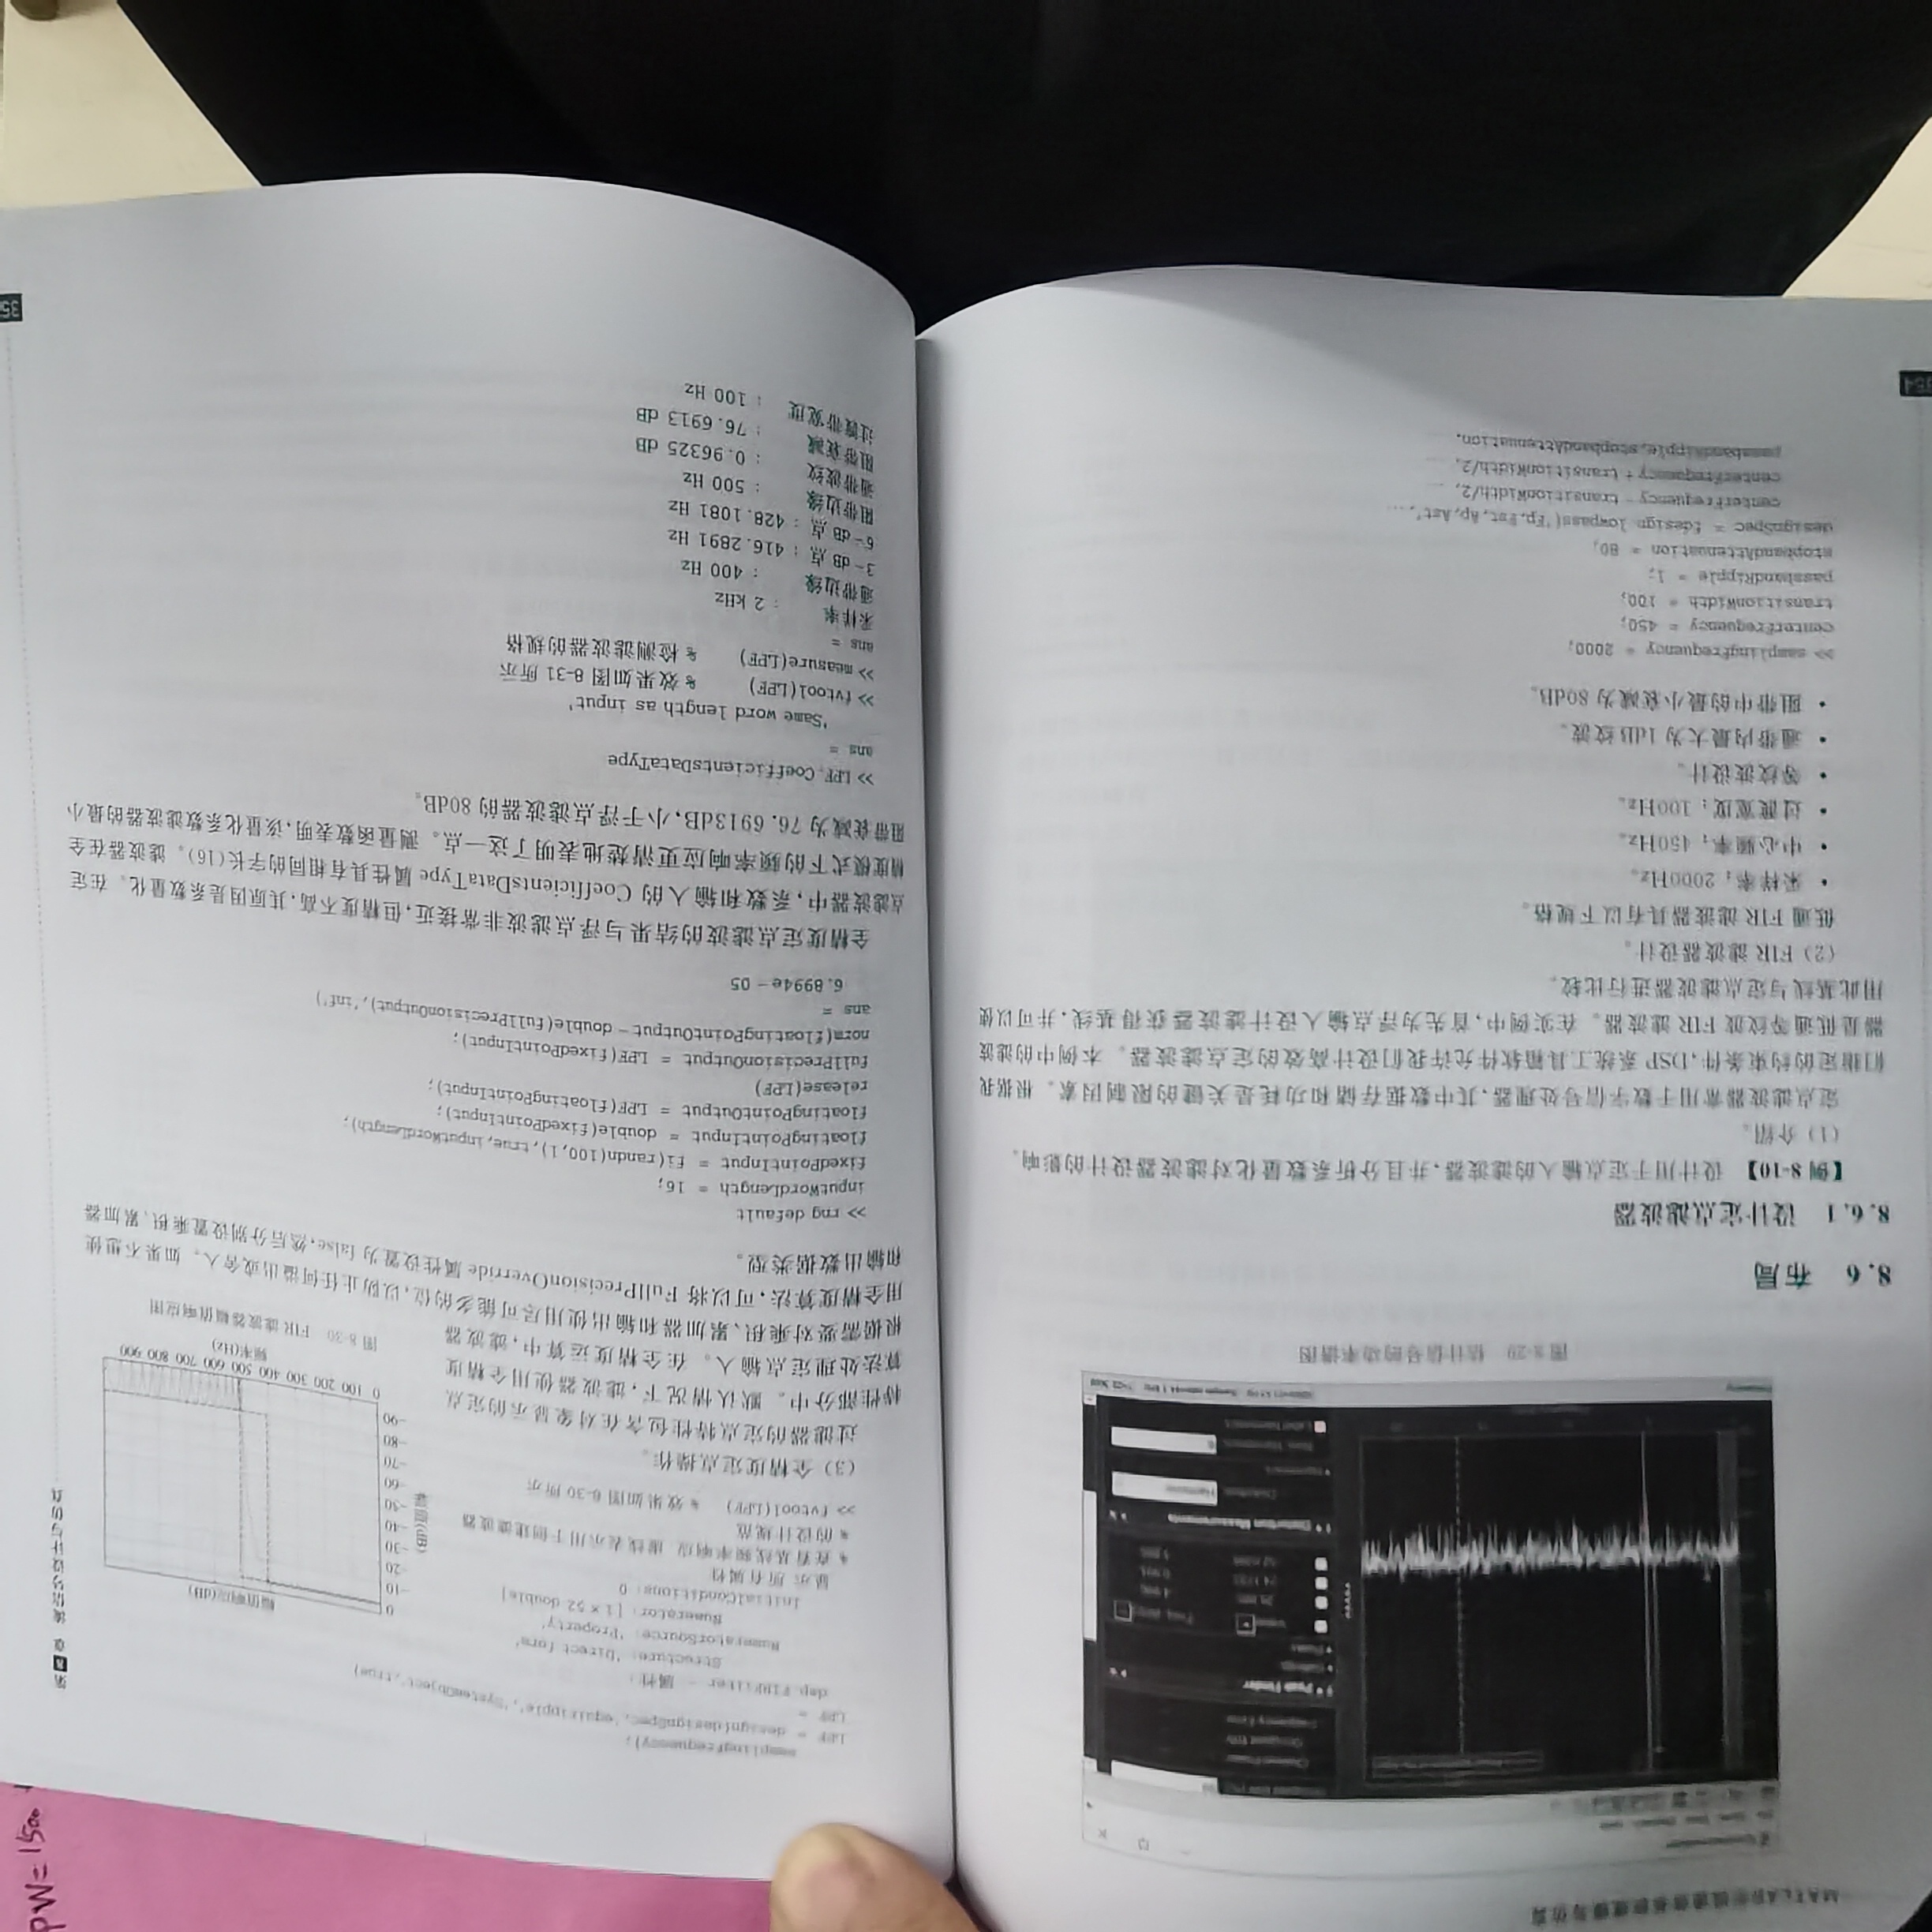 MATLAB
图 8-29 估计信号的功率谱图
8.6 布局
8.6.1 设计定点滤波器
【例 8-10】 设计用于定点输入的滤波器,并且分析系数量化对滤波器设计的影响。
(1) 介绍。
定点滤波器常用于数字信号处理器,其中数据存储和功耗是关键的限制因素。根据我
们指定的约束条件,DSP 系统工具箱软件允许我们设计高效的定点滤波器。本例中的滤波
器是低通等纹波 FIR 滤波器。在实例中,首先为浮点输入设计滤波器获得基线,并可以使
用此基线与定点滤波器进行比较。
(2) FIR 滤波器设计。
低通 FIR 滤波器具有以下规格。
• 采样率:2000Hz。
• 中心频率:450Hz。
• 过渡宽度:100Hz。
• 等纹波设计。
• 通带内最大为 1dB 纹波。
• 阻带中的最小衰减为 80dB。
>> samplingFrequency = 2000;
centerFrequency = 450;
transitionWidth = 100;
passbandRipple = 1;
stopbandAttenuation = 80;
designSpec = fdesign.lowpass('Fp,Fst,Ap,Ast',...
centerFrequency - transitionWidth/2, ...
centerFrequency + transitionWidth/2, ...
passbandRipple,stopbandAttenuation,
354
第 8 章
设计与仿真
samplingFrequency);
LPF = design(designSpec,'equiripple','SystemObject',true)
LPF =
dsp.FIRFilter - 属性:
Structure: 'Direct form'
NumeratorSource: 'Property'
Numerator: [1×52 double]
InitialConditions: 0
显示 所有属性
% 查看基线频率响应 虚线表示用于创建滤波器
% 的设计规范
>> fvtool(LPF) % 效果如图 8-30 所示
(3) 全精度定点操作。
过滤器的定点特性包含在对象显示的定点
特性部分中。默认情况下,滤波器使用全精度
算法处理定点输入。在全精度运算中,滤波器
根据需要对乘积、累加器和输出使用尽可能多的位,以防止任何溢出或舍入。如果不想使
用全精度算法,可以将 FullPrecisionOverride 属性设置为 false,然后分别设置乘积、累加器
和输出数据类型。
幅值响应(dB)
幅值(dB)
0
-10
-20
-30
-40
-50
-60
-70
-80
-90
0 100 200 300 400 500 600 700 800 900
频率(Hz)
图 8-30 FIR 滤波器幅值响应图
>> rng default
inputWordLength = 16;
fixedPointInput = fi(randn(100,1),true,inputWordLength);
floatingPointInput = double(fixedPointInput);
floatingPointOutput = LPF(floatingPointInput);
release(LPF)
fullPrecisionOutput = LPF(fixedPointInput);
norm(floatingPointOutput - double(fullPrecisionOutput),'inf')
ans =
6.8994e-05
全精度定点滤波的结果与浮点滤波非常接近,但精度不高,其原因是系数量化。在定
点滤波器中,系数和输入的 CoefficientsDataType 属性具有相同的字长(16)。滤波器在全
精度模式下的频率响应更清楚地表明了这一点。测量函数表明,该量化系数滤波器的最小
阻带衰减为 76.6913dB,小于浮点滤波器的 80dB。
>> LPF.CoefficientsDataType
ans =
'Same word length as input'
>> fvtool(LPF) % 效果如图 8-31 所示
>> measure(LPF) % 检测滤波器的规格
ans =
采样率 : 2 kHz
通带边缘 : 400 Hz
3-dB 点 : 416.2891 Hz
6-dB 点 : 428.1081 Hz
阻带边缘 : 500 Hz
通带波纹 : 0.96325 dB
阻带衰减 : 76.6913 dB
过渡带宽度 : 100 Hz
PW=1500